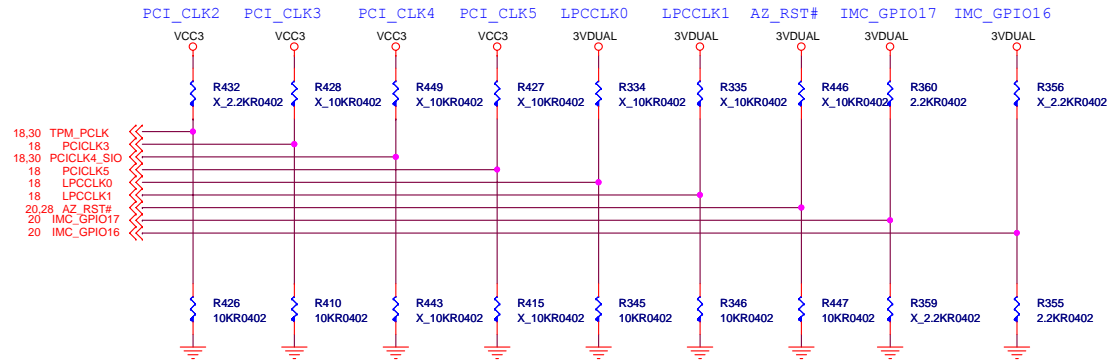 PCI_CLK2 PCI_CLK3 PCI_CLK4 PCI_CLK5 LPCCLK0 LPCCLK1 AZ_RST# IMC_GPIO17 IMC_GPIO16
VCC3 VCC3 VCC3 VCC3 3VDUAL 3VDUAL 3VDUAL 3VDUAL 3VDUAL
R432 R428 R449 R427 R334 R335 R446 R360 R356
X_2.2KR0402 X_10KR0402 X_10KR0402 X_10KR0402 X_10KR0402 X_10KR0402 X_10KR0402 2.2KR0402 X_2.2KR0402
18,30 TPM_PCLK
18 PCICLK3
18,30 PCICLK4_SIO
18 PCICLK5
18 LPCCLK0
18 LPCCLK1
20,28 AZ_RST#
20 IMC_GPIO17
20 IMC_GPIO16
R426 R410 R443 R415 R345 R346 R447 R359 R355
10KR0402 10KR0402 X_10KR0402 X_10KR0402 10KR0402 10KR0402 10KR0402 X_2.2KR0402 2.2KR0402